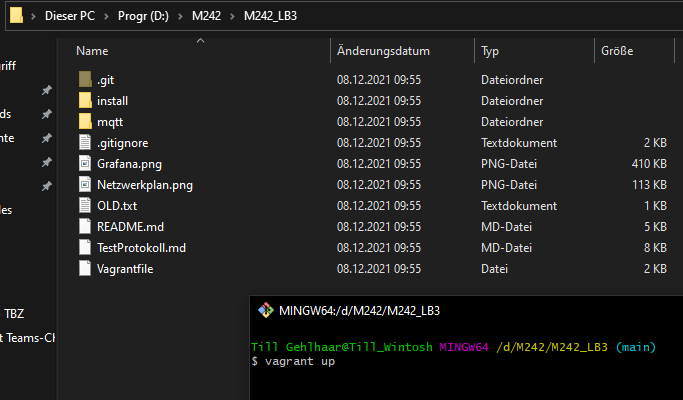 Dieser PC > Progr (D:) > M242 > M242_LB3
Name Änderungsdatum Typ Größe
griff
.git 08.12.2021 09:55 Dateiordner
install 08.12.2021 09:55 Dateiordner
ds
mqtt 08.12.2021 09:55 Dateiordner
nte
.gitignore 08.12.2021 09:55 Textdokument 2 KB
Grafana.png 08.12.2021 09:55 PNG-Datei 410 KB
Netzwerkplan.png 08.12.2021 09:55 PNG-Datei 113 KB
les
OLD.txt 08.12.2021 09:55 Textdokument 1 KB
README.md 08.12.2021 09:55 MD-Datei 5 KB
TestProtokoll.md 08.12.2021 09:55 MD-Datei 8 KB
Vagrantfile 08.12.2021 09:55 Datei 2 KB
TBZ
t Teams-Ch
MINGW64:/d/M242/M242_LB3
Till Gehlhaar@Till_Wintosh MINGW64 /d/M242/M242_LB3 (main)
$ vagrant up